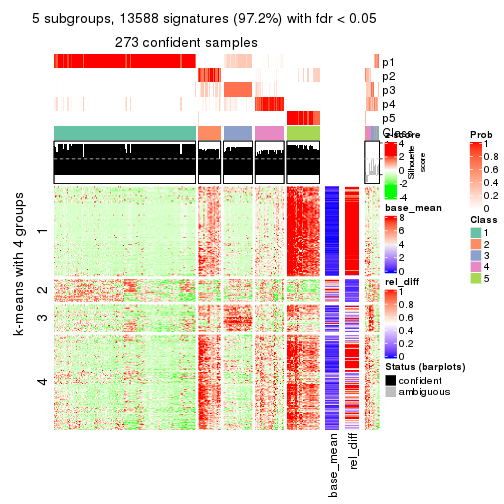 5 subgroups, 13588 signatures (97.2%) with fdr < 0.05
273 confident samples
p1
p2
p3
p4
p5
Class
Silhouette
score
k-means with 4 groups
1
2
3
4
base_mean
rel_diff
z-score
4
2
0
-2
-4
base_mean
8
6
4
2
0
rel_diff
1
0.8
0.6
0.4
0.2
0
Status (barplots)
confident
ambiguous
Prob
1
0.8
0.6
0.4
0.2
0
Class
1
2
3
4
5